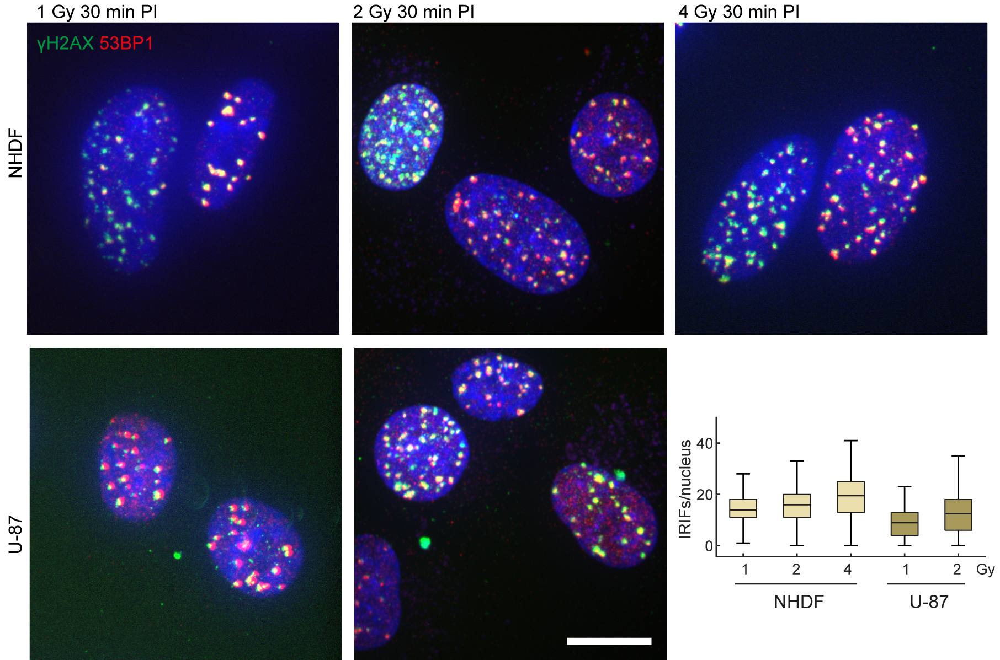 1 Gy 30 min PI
2 Gy 30 min PI
4 Gy 30 min PI
γH2AX 53BP1
NHDF
U-87
IRIFs/nucleus
40
20
0
1 2 4 1 2 Gy
NHDF U-87